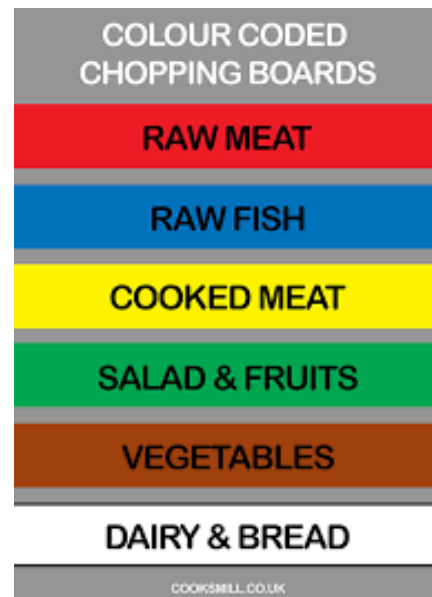 COLOUR CODED
CHOPPING BOARDS
RAW MEAT
RAW FISH
COOKED MEAT
SALAD & FRUITS
VEGETABLES
DAIRY & BREAD
COOKSMILL.CO.UK